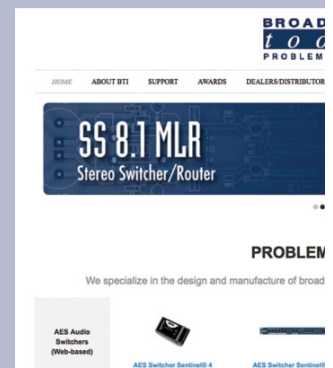 BROAD
too
PROBLEM
HOME ABOUT BTI SUPPORT AWARDS DEALERS/DISTRIBUTOR
SS 8.1 MLR
Stereo Switcher/Router
PROBLEM
We specialize in the design and manufacture of broad
AES Audio
Switchers
(Web-based)
AES Switcher Sentinel® 4
AES Switcher Sentinel®